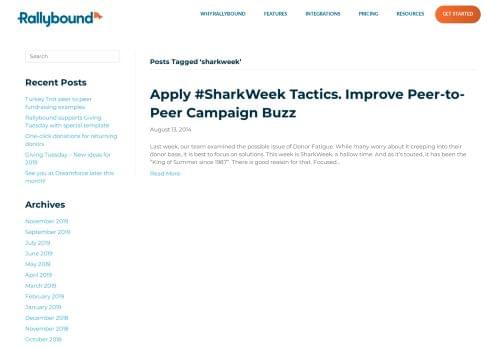 Rallybound
WHY RALLYBOUND
FEATURES
INTEGRATIONS
PRICING
RESOURCES
GET STARTED
Search
Recent Posts
Turkey Trot peer to peer
fundraising examples
Rallybound supports Giving
Tuesday with special template
One-click donations for returning
donors
Giving Tuesday – New ideas for
2019
See you at Dreamforce later this
month!
Archives
November 2019
September 2019
July 2019
June 2019
May 2019
April 2019
March 2019
February 2019
January 2019
December 2018
November 2018
October 2018
Posts Tagged ‘sharkweek’
Apply #SharkWeek Tactics. Improve Peer-to-
Peer Campaign Buzz
August 13, 2014
Last week, our team examined the possible issue of Donor Fatigue. While many worry about it creeping into their
donor base, it is best to focus on solutions. This week is SharkWeek: a hallow time. And as it's touted, it has been the
"King of Summer since 1987". There is good reason for that. Focused...
Read More